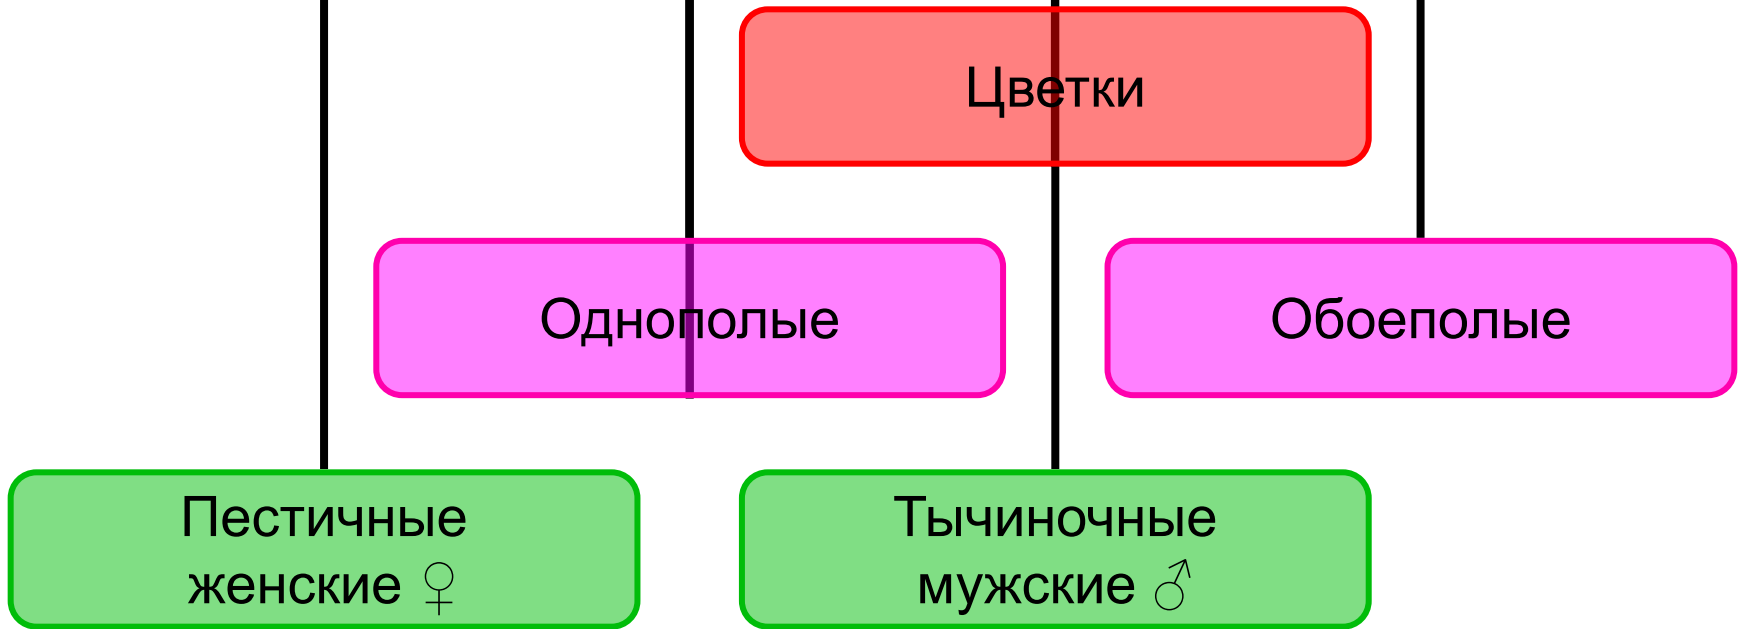 Цветки
Однополые
Обоеполые
Пестичные
женские ♀
Тычиночные
мужские ♂